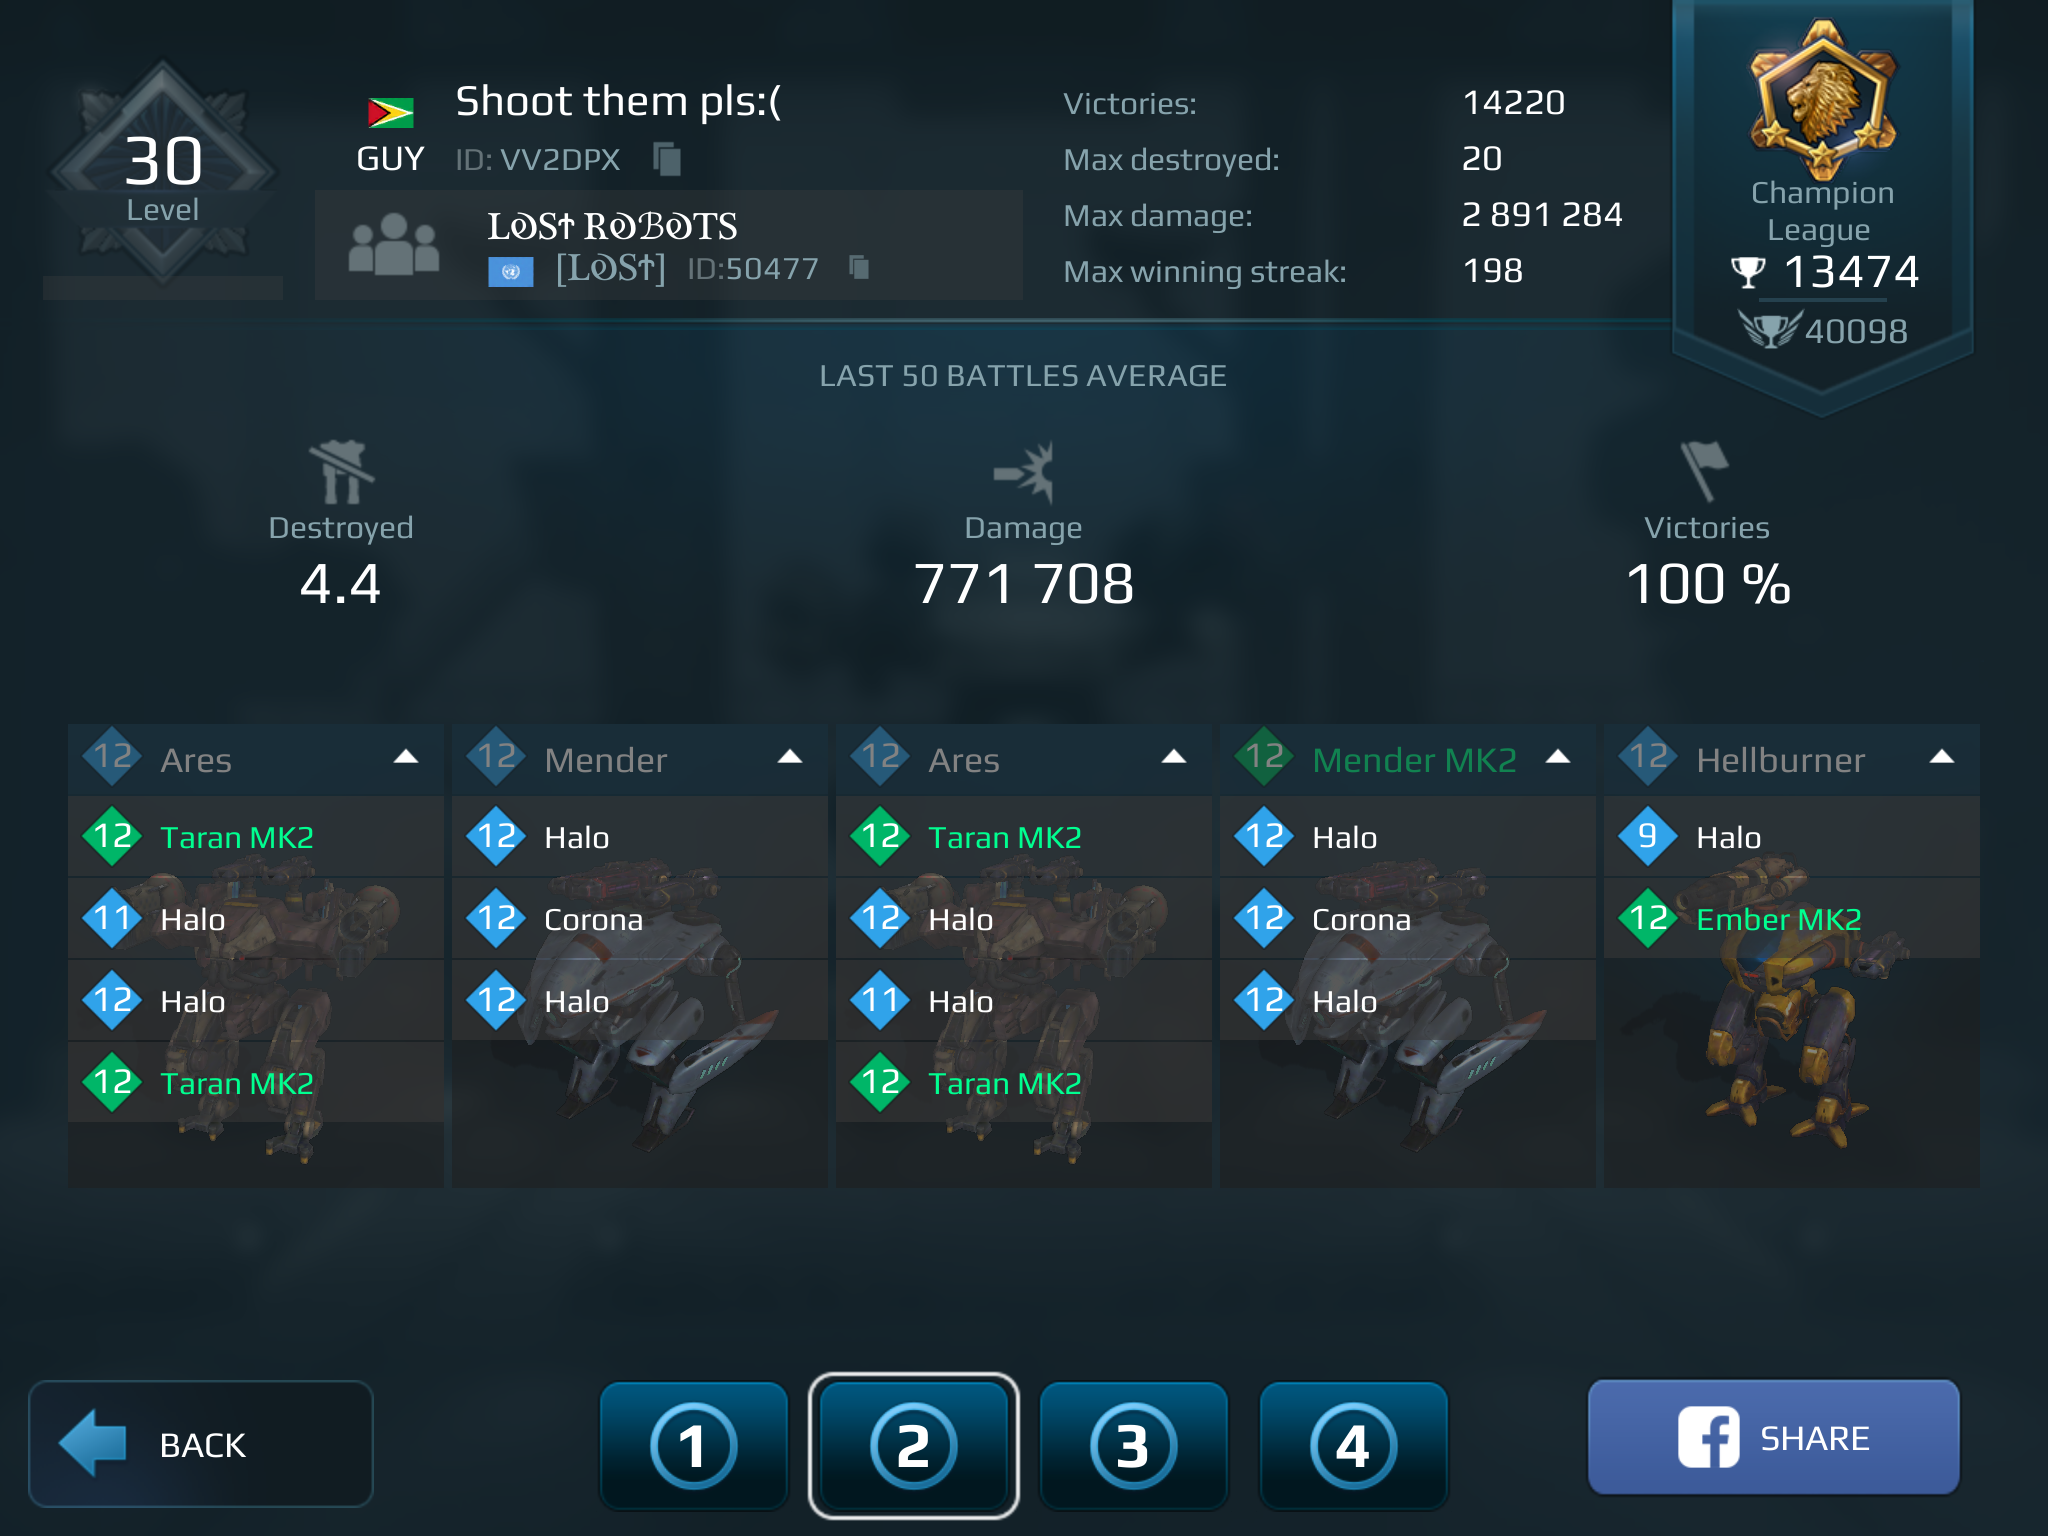 30
Level
GUY
Shoot them pls:(
ID: VV2DPX
LOSt ROBOTS
[LOSt] ID:50477
Victories: 14220
Max destroyed: 20
Max damage: 2 891 284
Max winning streak: 198
Champion
League
13474
40098
LAST 50 BATTLES AVERAGE
Destroyed
4.4
Damage
771 708
Victories
100 %
12 Ares
12 Taran MK2
11 Halo
12 Halo
12 Taran MK2
12 Mender
12 Halo
12 Corona
12 Halo
12 Ares
12 Taran MK2
12 Halo
11 Halo
12 Taran MK2
12 Mender MK2
12 Halo
12 Corona
12 Halo
12 Hellburner
9 Halo
12 Ember MK2
BACK
1
2
3
4
SHARE